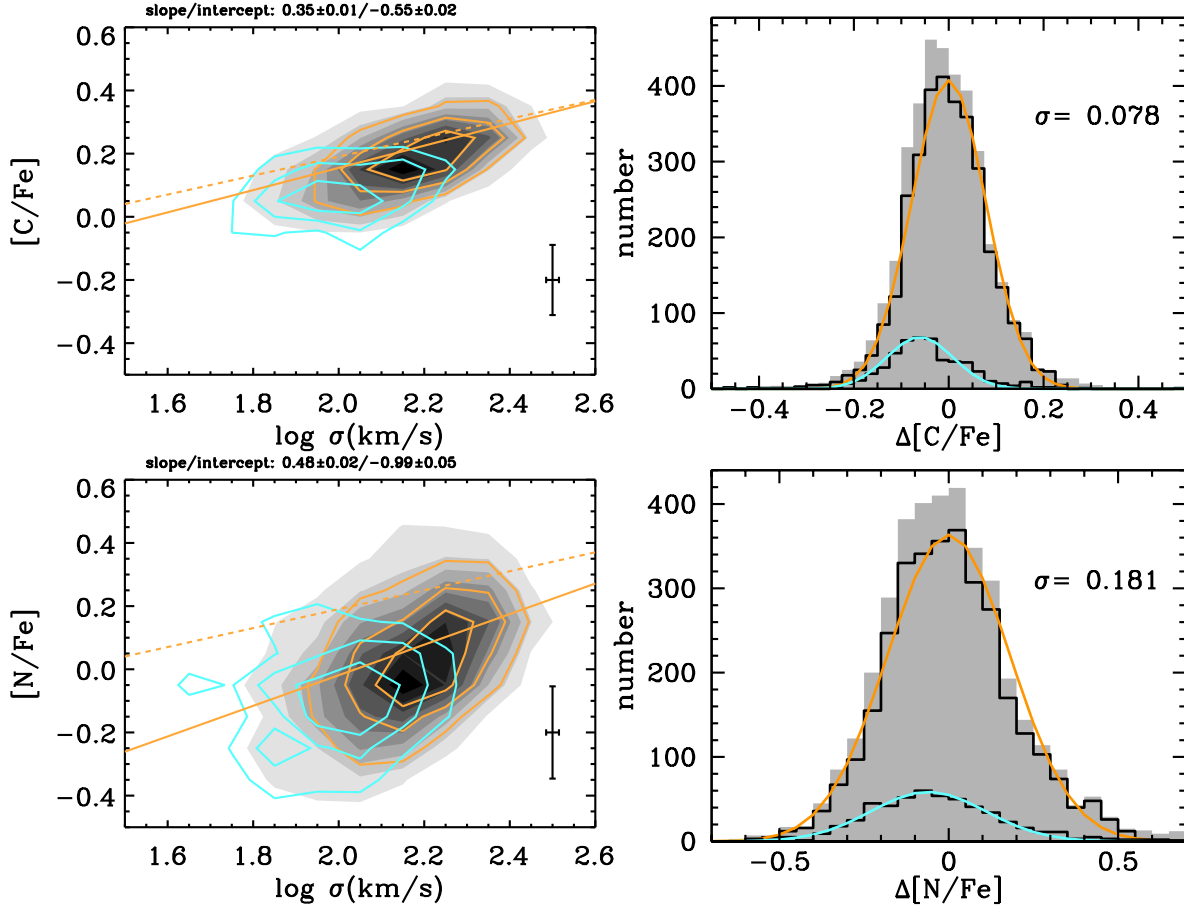 slope/intercept: 0.35±0.01/−0.55±0.02
0.6
0.4
0.2
0.0
−0.2
−0.4
[C/Fe]
1.6 1.8 2.0 2.2 2.4 2.6
log σ(km/s)
400
300
200
100
0
number
σ= 0.078
−0.4 −0.2 0 0.2 0.4
Δ[C/Fe]
slope/intercept: 0.48±0.02/−0.99±0.05
0.6
0.4
0.2
0.0
−0.2
−0.4
[N/Fe]
1.6 1.8 2.0 2.2 2.4 2.6
log σ(km/s)
400
300
200
100
0
number
σ= 0.181
−0.5 0 0.5
Δ[N/Fe]